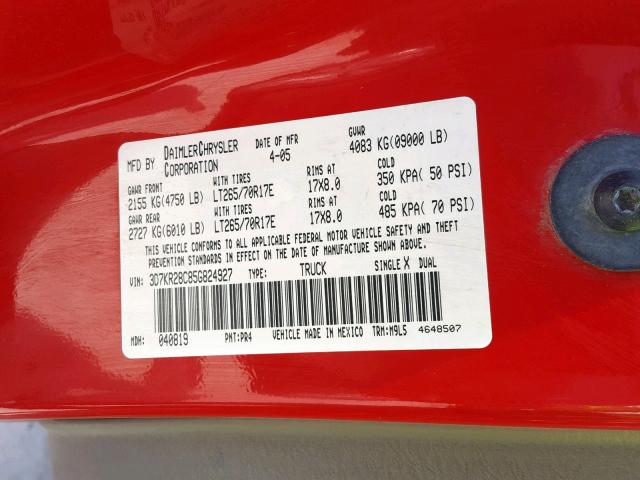 MFD BY DAIMLERCHRYSLER CORPORATION DATE OF MFR 4-05 GVWR 4083 KG(09000 LB)
GAWR FRONT WITH TIRES RIMS AT COLD
2155 KG(4750 LB) LT265/70R17E 17X8.0 350 KPA( 50 PSI)
GAWR REAR WITH TIRES RIMS AT COLD
2727 KG(6010 LB) LT265/70R17E 17X8.0 485 KPA( 70 PSI)
THIS VEHICLE CONFORMS TO ALL APPLICABLE FEDERAL MOTOR VEHICLE SAFETY AND THEFT
PREVENTION STANDARDS IN EFFECT ON THE DATE OF MANUFACTURE SHOWN ABOVE.
VIN: 3D7KR28C85G824927 TYPE: TRUCK SINGLE X DUAL
MDH: 040819 PNT:PR4 VEHICLE MADE IN MEXICO TRM:M9L5 4648507